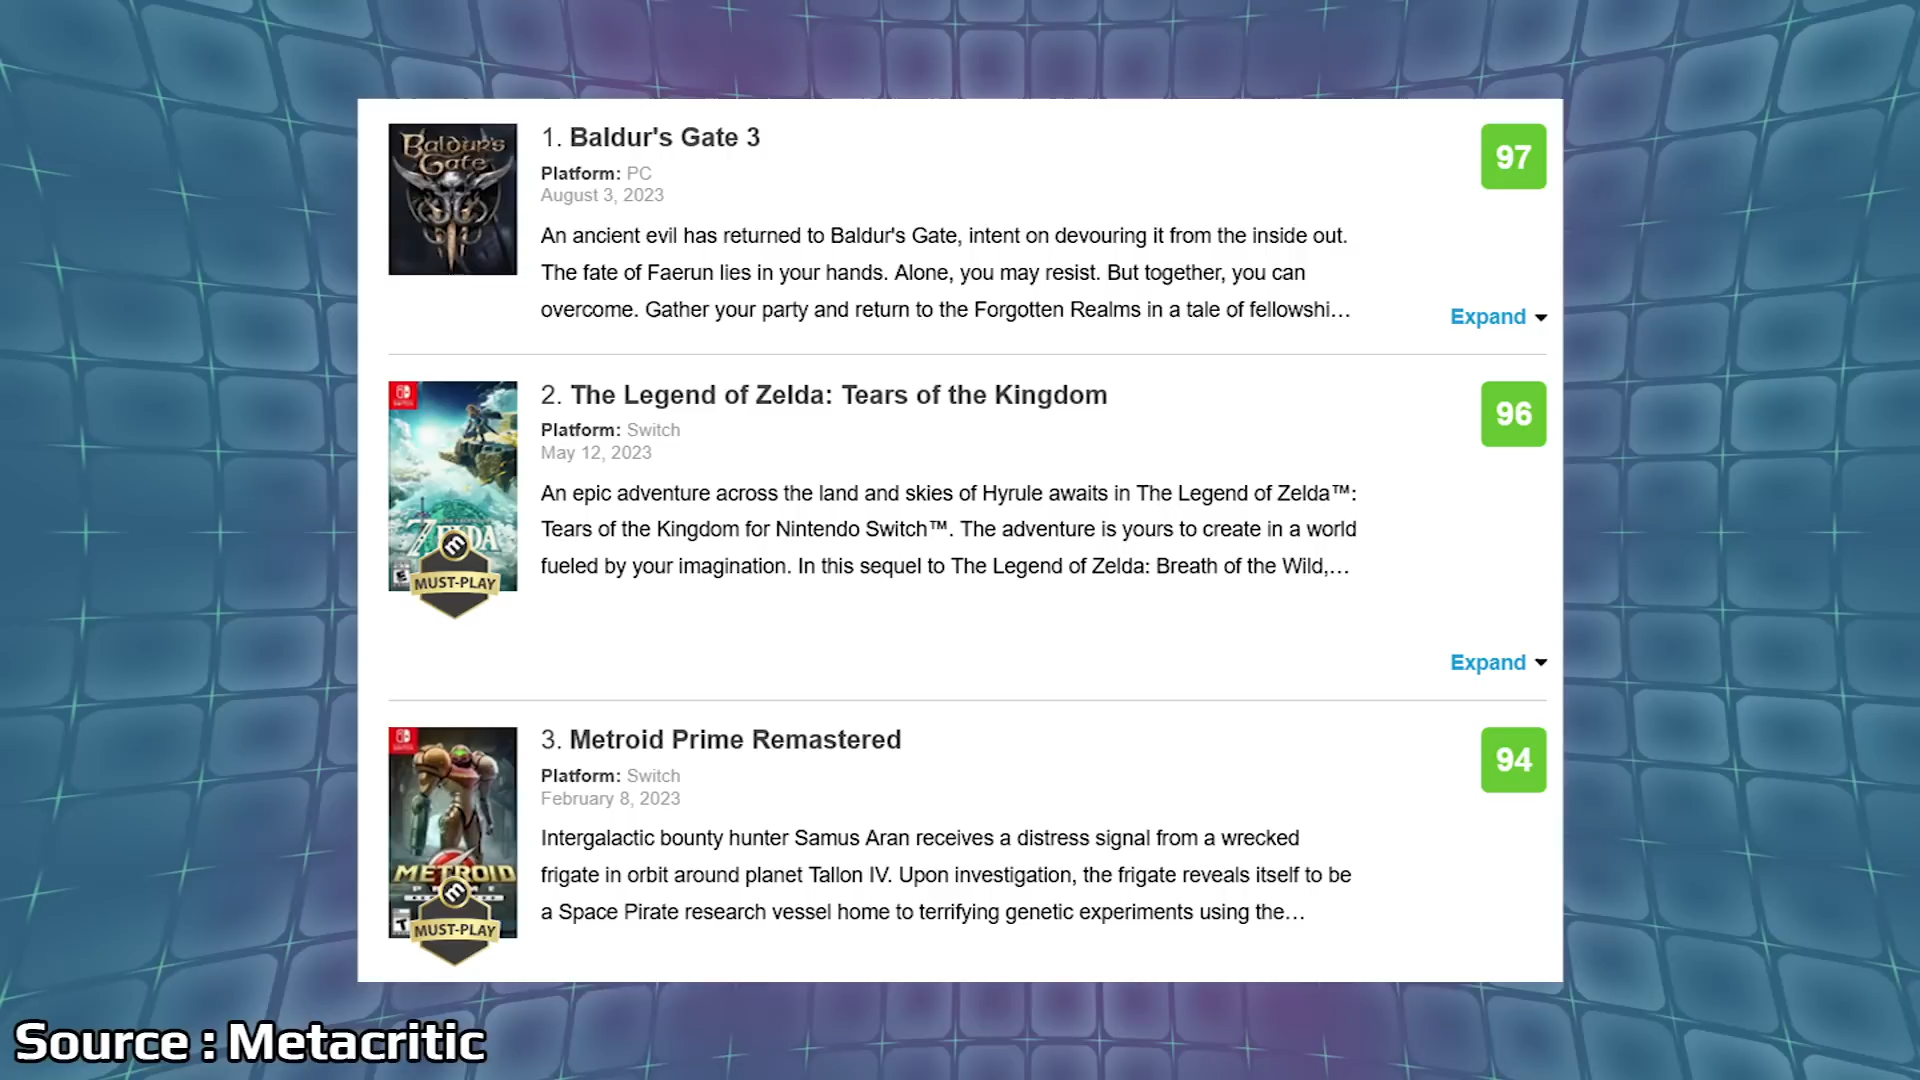 Baldur's
Gate
1. Baldur's Gate 3
97
Platform: PC
August 3, 2023
An ancient evil has returned to Baldur's Gate, intent on devouring it from the inside out.
The fate of Faerun lies in your hands. Alone, you may resist. But together, you can
overcome. Gather your party and return to the Forgotten Realms in a tale of fellowshi...
Expand
2. The Legend of Zelda: Tears of the Kingdom
96
Platform: Switch
May 12, 2023
An epic adventure across the land and skies of Hyrule awaits in The Legend of Zelda™:
Tears of the Kingdom for Nintendo Switch™. The adventure is yours to create in a world
fueled by your imagination. In this sequel to The Legend of Zelda: Breath of the Wild,...
ZELDA
m
MUST-PLAY
Expand
3. Metroid Prime Remastered
94
Platform: Switch
February 8, 2023
Intergalactic bounty hunter Samus Aran receives a distress signal from a wrecked
frigate in orbit around planet Tallon IV. Upon investigation, the frigate reveals itself to be
a Space Pirate research vessel home to terrifying genetic experiments using the...
METROID
m
T
MUST-PLAY
Source : Metacritic